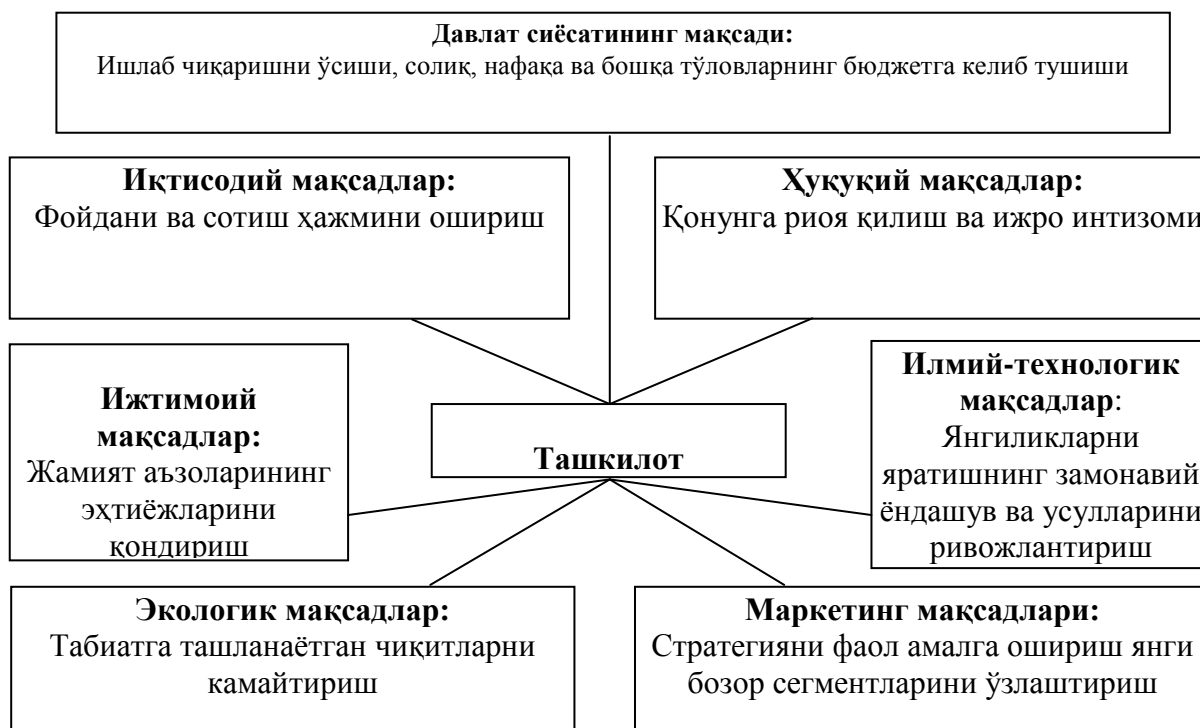 Давлат сиёсатининг мақсади:
Ишлаб чиқаришни ўсиши, солиқ, нафақа ва бошқа тўловларнинг бюджетга келиб тушиши
Иқтисодий мақсадлар:
Фойдани ва сотиш ҳажмини ошириш
Ҳуқуқий мақсадлар:
Қонунга риоя қилиш ва ижро интизоми
Ижтимоий
мақсадлар:
Жамият аъзоларининг
эҳтиёжларини
қондириш
Ташкилот
Илмий-технологик
мақсадлар:
Янгиликларни
яратишнинг замонавий
ёндашув ва усулларини
ривожлантириш
Экологик мақсадлар:
Табиатга ташланаётган чиқитларни
камайтириш
Маркетинг мақсадлари:
Стратегияни фаол амалга ошириш янги
бозор сегментларини ўзлаштириш